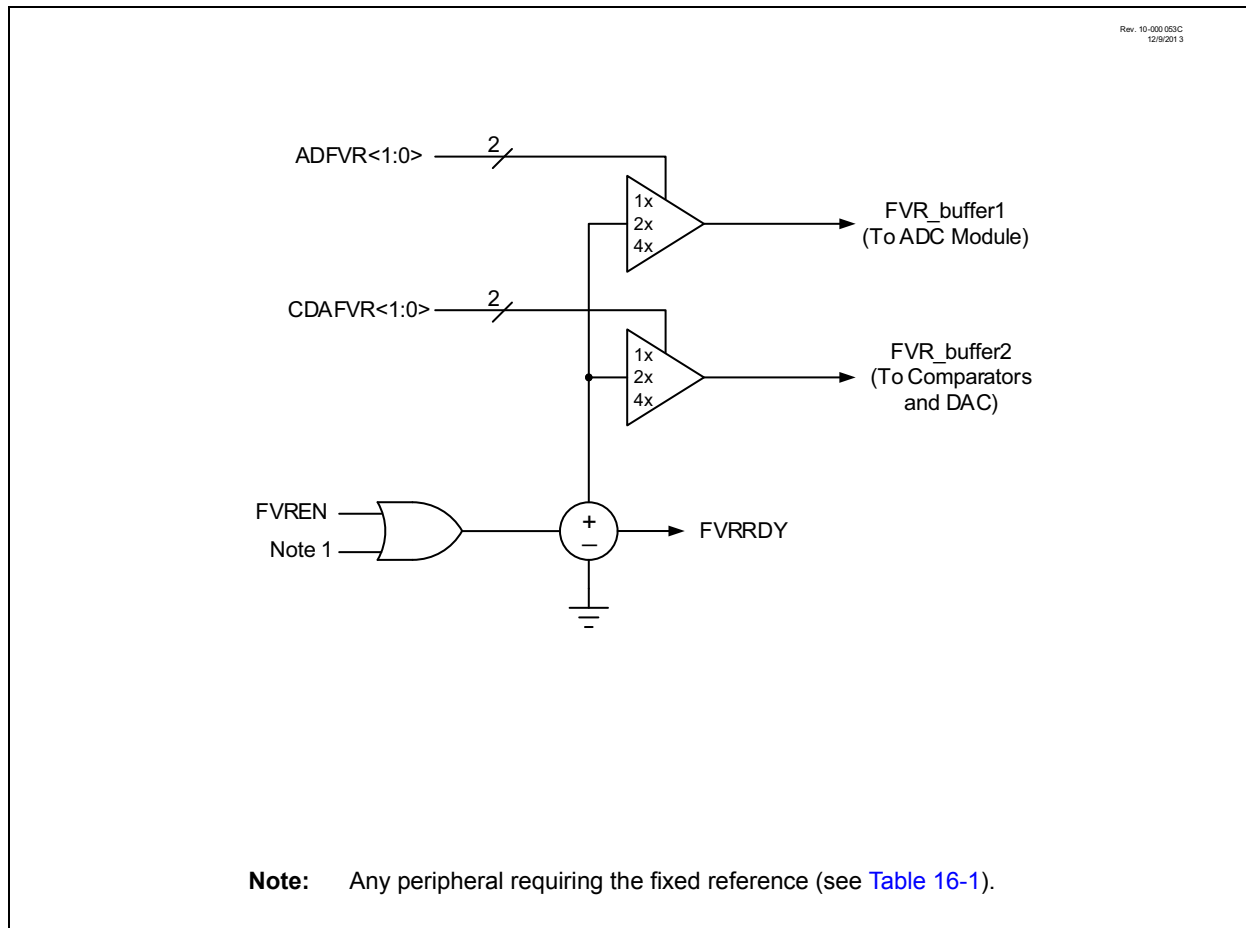 Rev. 10-000 053C
12/9/201 3
ADFVR<1:0>
2
1x
2x
4x
FVR_buffer1
(To ADC Module)
CDAFVR<1:0>
2
1x
2x
4x
FVR_buffer2
(To Comparators
and DAC)
FVREN
Note 1
+
_
FVRRDY
Note: Any peripheral requiring the fixed reference (see Table 16-1).